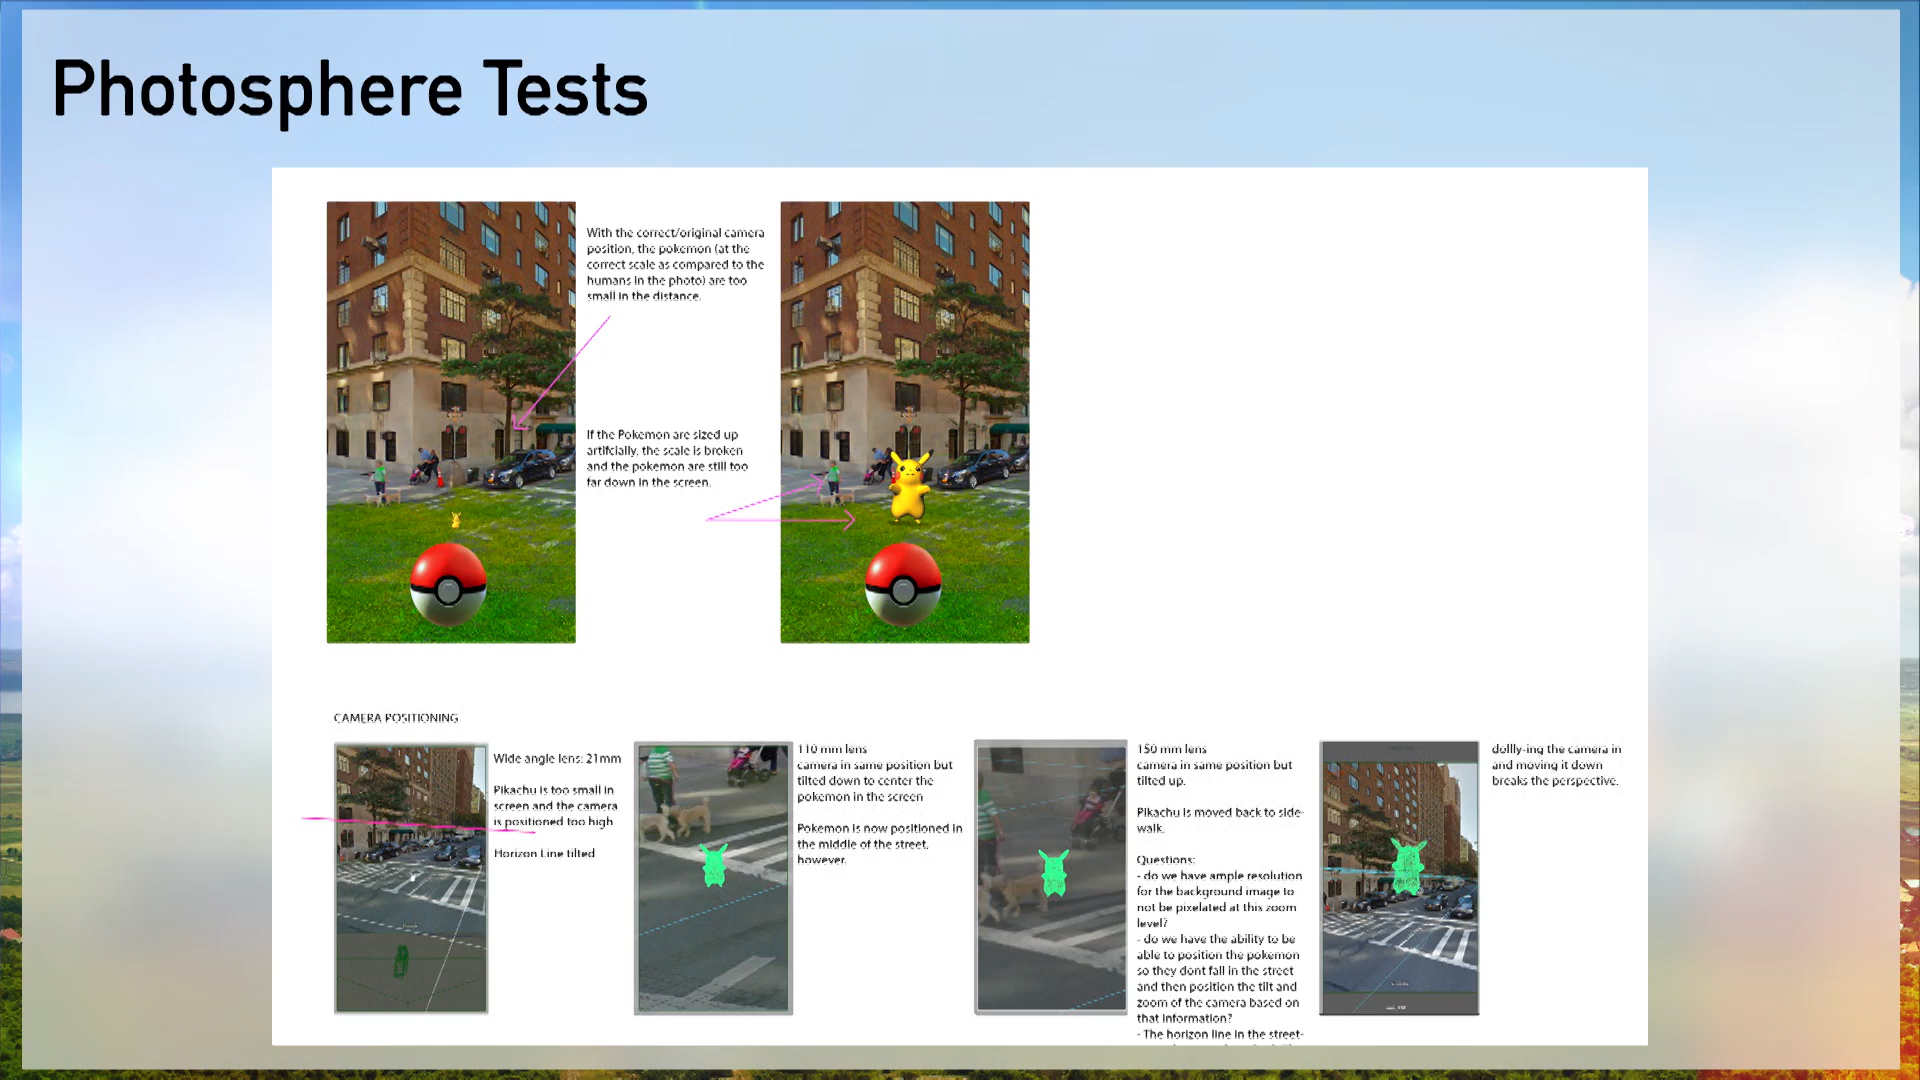 Photosphere Tests
With the correct/original camera
position, the pokemon (at the
correct scale as compared to the
humans in the photo) are too
small in the distance.
If the Pokemon are sized up
artifcially, the scale is broken
and the pokemon are still too
far down in the screen.
CAMERA POSITIONING
Wide angle lens: 21mm
Pikachu is too small in
screen and the camera
is positioned too high
Horizon Line tilted
110 mm lens
camera in same position but
tilted down to center the
pokemon in the screen
Pokemon is now positioned in
the middle of the street,
however.
150 mm lens
camera in same position but
tilted up.
Pikachu is moved back to side-
walk.
Questions:
- do we have ample resolution
for the background image to
not be pixelated at this zoom
level?
- do we have the ability to be
able to position the pokemon
so they dont fall in the street
and then position the tilt and
zoom of the camera based on
that information?
- The horizon line in the street-
dollly-ing the camera in
and moving it down
breaks the perspective.